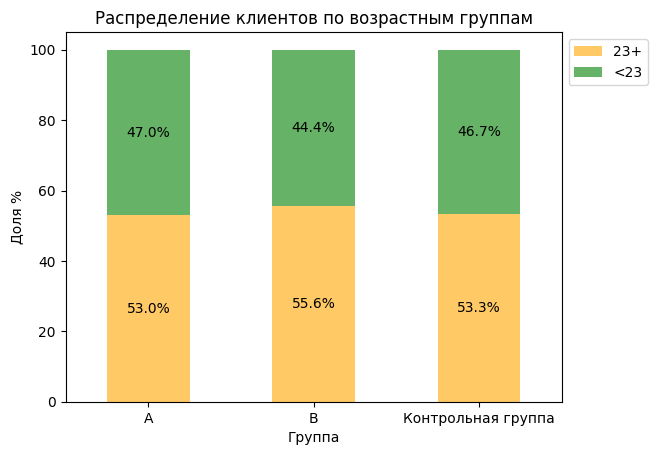 Распределение клиентов по возрастным группам
23+
<23
100
80
60
40
20
0
Доля %
47.0%
44.4%
46.7%
53.0%
55.6%
53.3%
A
B
Контрольная группа
Группа